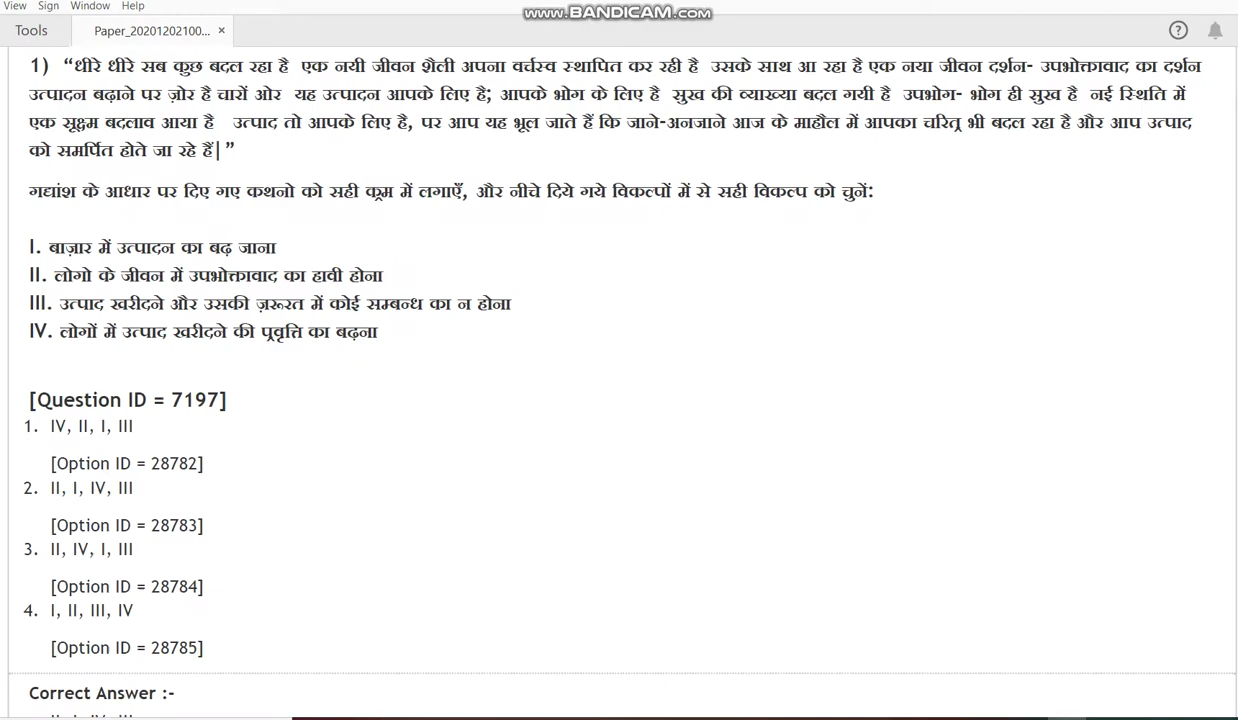 View Sign Window Help
www.BANDICAM.com
Tools Paper_20201202100... ×
1) “धीरे धीरे सब कुछ बदल रहा है एक नयी जीवन शैली अपना वर्चस्व स्थापित कर रही है उसके साथ आ रहा है एक नया जीवन दर्शन- उपभोक्तावाद का दर्शन
उत्पादन बढ़ाने पर ज़ोर है चारों ओर यह उत्पादन आपके लिए है; आपके भोग के लिए है सुख की व्याख्या बदल गयी है उपभोग- भोग ही सुख है नई स्थिति में
एक सूक्ष्म बदलाव आया है उत्पाद तो आपके लिए है, पर आप यह भूल जाते हैं कि जाने-अनजाने आज के माहौल में आपका चरित्र भी बदल रहा है और आप उत्पाद
को समर्पित होते जा रहे हैं|”
गद्यांश के आधार पर दिए गए कथनो को सही क्रम में लगाएँ, और नीचे दिये गये विकल्पों में से सही विकल्प को चुनें:
I. बाज़ार में उत्पादन का बढ़ जाना
II. लोगो के जीवन में उपभोक्तावाद का हावी होना
III. उत्पाद खरीदने और उसकी ज़रूरत में कोई सम्बन्ध का न होना
IV. लोगों में उत्पाद खरीदने की प्रवृत्ति का बढ़ना
[Question ID = 7197]
1. IV, II, I, III
[Option ID = 28782]
2. II, I, IV, III
[Option ID = 28783]
3. II, IV, I, III
[Option ID = 28784]
4. I, II, III, IV
[Option ID = 28785]
Correct Answer :-